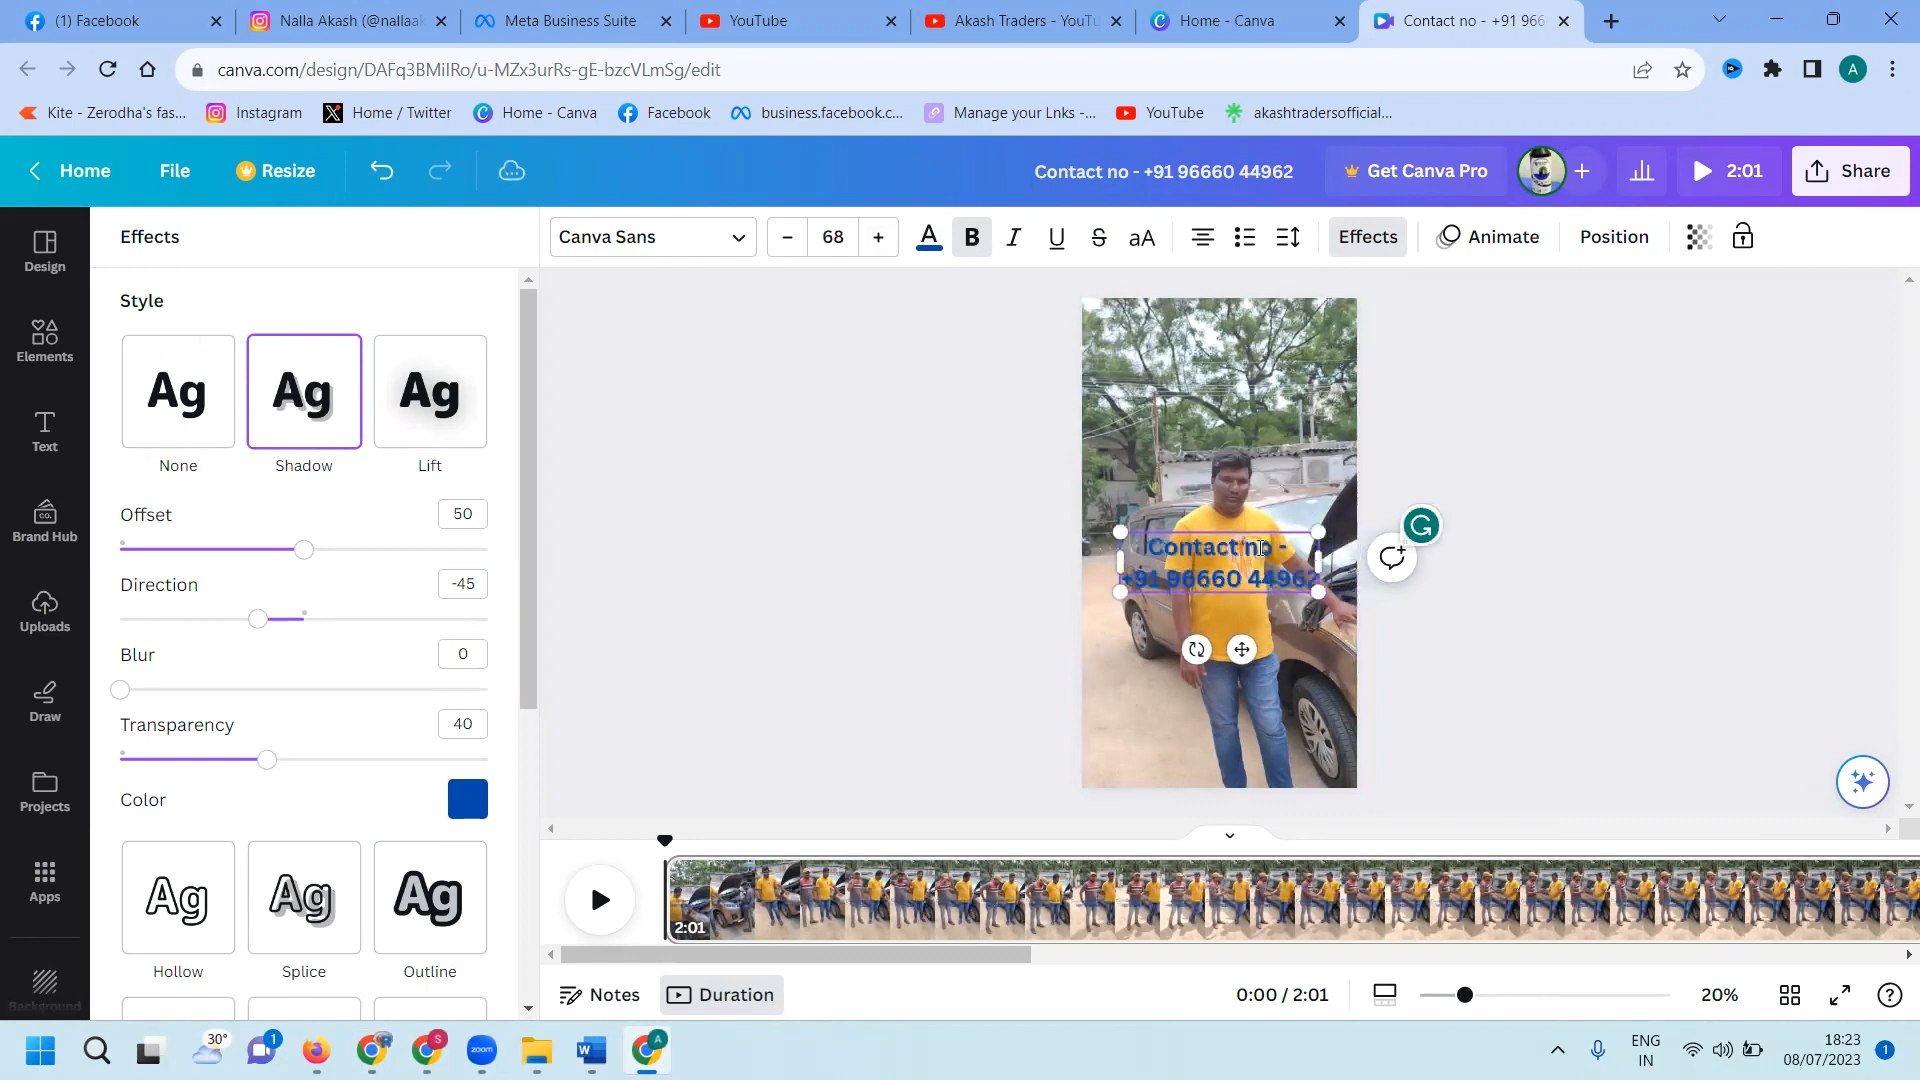 (1) Facebook
Nalla Akash (@nallaak
Meta Business Suite
YouTube
Akash Traders - YouTu
Home - Canva
Contact no - +91 966
canva.com/design/DAFq3BMilRo/u-MZx3urRs-gE-bzcVLmSg/edit
A
Kite - Zerodha's fas...
Instagram
Home / Twitter
Home - Canva
Facebook
business.facebook.c...
Manage your Lnks -...
YouTube
akashtradersofficial...
Home
File
Resize
Contact no - +91 96660 44962
Get Canva Pro
2:01
Share
Effects
Canva Sans
- 68 +
A B I U S aA
Effects
Animate
Position
Design
Elements
Text
Brand Hub
Uploads
Draw
Projects
Apps
Background
Style
Ag Ag Ag
None Shadow Lift
Offset 50
Direction -45
Blur 0
Transparency 40
Color
Ag Ag Ag
Hollow Splice Outline
Contact no -
+91 96660 44962
2:01
Notes
Duration
0:00 / 2:01
20%
30°
1
S
zoom
A
ENG
IN
18:23
08/07/2023
1